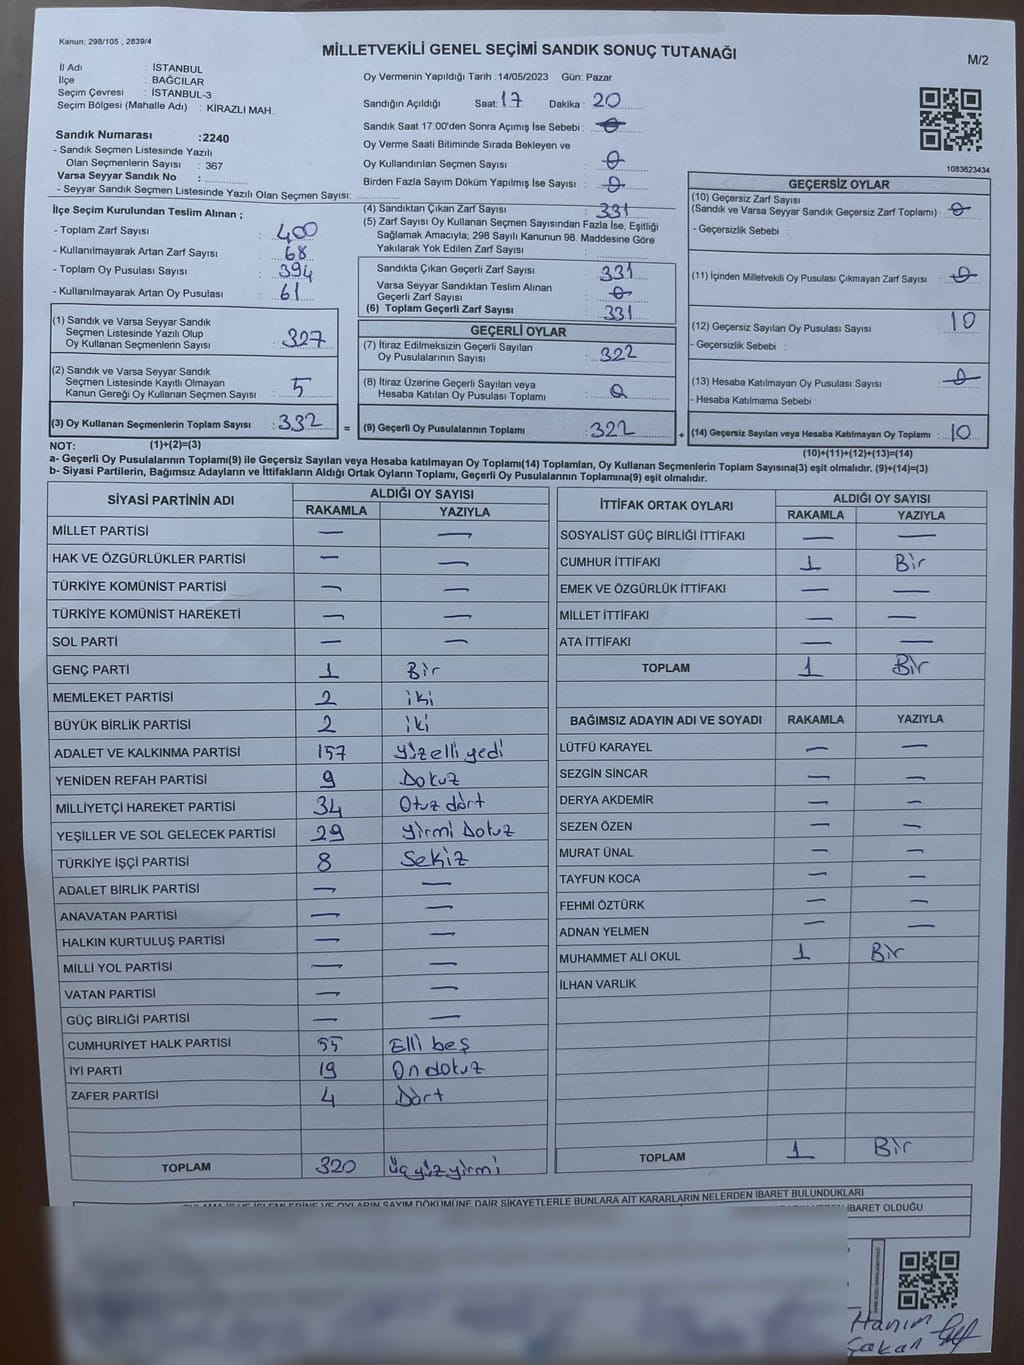 Kanun: 298/105 , 2839/4
MİLLETVEKİLİ GENEL SEÇİMİ SANDIK SONUÇ TUTANAĞI
M/2
İl Adı : İSTANBUL
İlçe : BAĞCILAR
Seçim Çevresi : İSTANBUL-3
Seçim Bölgesi (Mahalle Adı) : KİRAZLI MAH.
Sandık Numarası :2240
- Sandık Seçmen Listesinde Yazılı
Olan Seçmenlerin Sayısı : 367
Varsa Seyyar Sandık No :
- Seyyar Sandık Seçmen Listesinde Yazılı Olan Seçmen Sayısı:
Oy Vermenin Yapıldığı Tarih :14/05/2023 Gün: Pazar
Sandığın Açıldığı Saat: 17 Dakika : 20
Sandık Saat 17:00'den Sonra Açımış İse Sebebi : 0
Oy Verme Saati Bitiminde Sırada Bekleyen ve
Oy Kullandırılan Seçmen Sayısı : 0
Birden Fazla Sayım Döküm Yapılmış İse Sayısı : 0
1083623434
İlçe Seçim Kurulundan Teslim Alınan ;
- Toplam Zarf Sayısı : 400
- Kullanılmayarak Artan Zarf Sayısı : 68
- Toplam Oy Pusulası Sayısı : 394
- Kullanılmayarak Artan Oy Pusulası : 61
(1) Sandık ve Varsa Seyyar Sandık
Seçmen Listesinde Yazılı Olup
Oy Kullanan Seçmenlerin Sayısı : 327
(2) Sandık ve Varsa Seyyar Sandık
Seçmen Listesinde Kayıtlı Olmayan
Kanun Gereği Oy Kullanan Seçmen Sayısı : 5
(3) Oy Kullanan Seçmenlerin Toplam Sayısı : 332 =
(4) Sandıktan Çıkan Zarf Sayısı : 331
(5) Zarf Sayısı Oy Kullanan Seçmen Sayısından Fazla İse, Eşitliği
Sağlamak Amacıyla; 298 Sayılı Kanunun 98. Maddesine Göre
Yakılarak Yok Edilen Zarf Sayısı :
Sandıkta Çıkan Geçerli Zarf Sayısı : 331
Varsa Seyyar Sandıktan Teslim Alınan
Geçerli Zarf Sayısı : 0
(6) Toplam Geçerli Zarf Sayısı : 331
GEÇERLİ OYLAR
(7) İtiraz Edilmeksizin Geçerli Sayılan
Oy Pusulalarının Sayısı : 322
(8) İtiraz Üzerine Geçerli Sayılan veya
Hesaba Katılan Oy Pusulası Toplamı : 0
(9) Geçerli Oy Pusulalarının Toplamı : 322 +
GEÇERSİZ OYLAR
(10) Geçersiz Zarf Sayısı
(Sandık ve Varsa Seyyar Sandık Geçersiz Zarf Toplamı) : 0
- Geçersizlik Sebebi :
(11) İçinden Milletvekili Oy Pusulası Çıkmayan Zarf Sayısı : 0
(12) Geçersiz Sayılan Oy Pusulası Sayısı : 10
- Geçersizlik Sebebi :
(13) Hesaba Katılmayan Oy Pusulası Sayısı : 0
- Hesaba Katılmama Sebebi :
(14) Geçersiz Sayılan veya Hesaba Katılmayan Oy Toplamı : 10
NOT: (1)+(2)=(3) (10)+(11)+(12)+(13)=(14)
a- Geçerli Oy Pusulaları Toplamı(9) ile Geçersiz Sayılan veya Hesaba katılmayan Oy Toplamı(14) Toplamları, Oy Kullanan Seçmenlerin Toplam Sayısına(3) eşit olmalıdır. (9)+(14)=(3)
b- Siyasi Partilerin, Bağımsız Adayların ve İttifakların Aldığı Ortak Oyların Toplamı, Geçerli Oy Pusulalarının Toplamına(9) eşit olmalıdır.
SİYASİ PARTİNİN ADI ALDIĞI OY SAYISI
RAKAMLA YAZIYLA
MİLLET PARTİSİ — —
HAK VE ÖZGÜRLÜKLER PARTİSİ — —
TÜRKİYE KOMÜNİST PARTİSİ — —
TÜRKİYE KOMÜNİST HAREKETİ — —
SOL PARTİ — —
GENÇ PARTİ 1 Bir
MEMLEKET PARTİSİ 2 iki
BÜYÜK BİRLİK PARTİSİ 2 iki
ADALET VE KALKINMA PARTİSİ 157 yüzelli yedi
YENİDEN REFAH PARTİSİ 9 Dokuz
MİLLİYETÇİ HAREKET PARTİSİ 34 Otuz dört
YEŞİLLER VE SOL GELECEK PARTİSİ 29 yirmi Dokuz
TÜRKİYE İŞÇİ PARTİSİ 8 Sekiz
ADALET BİRLİK PARTİSİ — —
ANAVATAN PARTİSİ — —
HALKIN KURTULUŞ PARTİSİ — —
MİLLİ YOL PARTİSİ — —
VATAN PARTİSİ — —
GÜÇ BİRLİĞİ PARTİSİ — —
CUMHURİYET HALK PARTİSİ 55 Elli beş
İYİ PARTİ 19 Ondokuz
ZAFER PARTİSİ 4 Dört
TOPLAM 320 üçyüzyirmi
İTTİFAK ORTAK OYLARI ALDIĞI OY SAYISI
RAKAMLA YAZIYLA
SOSYALİST GÜÇ BİRLİĞİ İTTİFAKI — —
CUMHUR İTTİFAKI 1 Bir
EMEK VE ÖZGÜRLÜK İTTİFAKI — —
MİLLET İTTİFAKI — —
ATA İTTİFAKI — —
TOPLAM 1 Bir
BAĞIMSIZ ADAYIN ADI VE SOYADI RAKAMLA YAZIYLA
LÜTFÜ KARAYEL — —
SEZGİN SİNCAR — —
DERYA AKDEMİR — —
SEZEN ÖZEN — —
MURAT ÜNAL — —
TAYFUN KOCA — —
FEHMİ ÖZTÜRK — —
ADNAN YELMEN — —
MUHAMMET ALİ OKUL 1 Bir
İLHAN VARLIK
TOPLAM 1 Bir
OYLARIN SAYIM DÖKÜMÜNE DAİR ŞİKAYETLERLE BUNLARA AİT KARARLARIN NELERDEN İBARET BULUNDUKLARI
İBARET OLDUĞU
Hanım